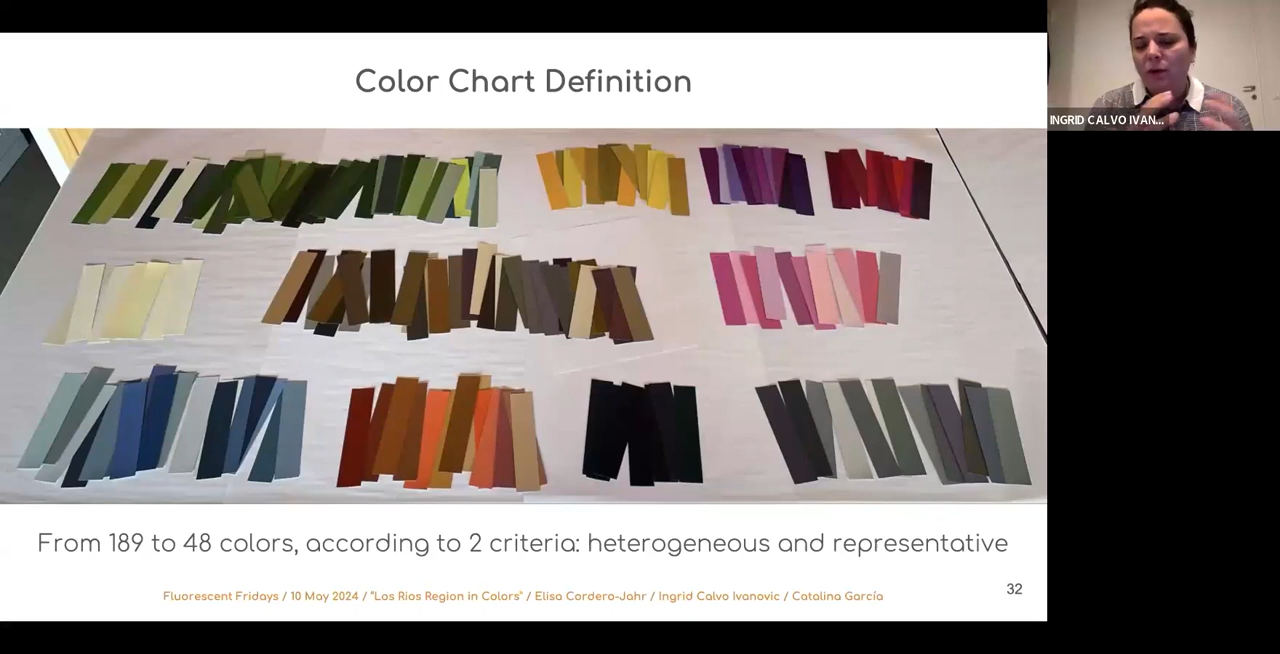 Color Chart Definition
INGRID CALVO IVAN...
From 189 to 48 colors, according to 2 criteria: heterogeneous and representative
Fluorescent Fridays / 10 May 2024 / “Los Rios Region in Colors” / Elisa Cordero-Jahr / Ingrid Calvo Ivanovic / Catalina García
32